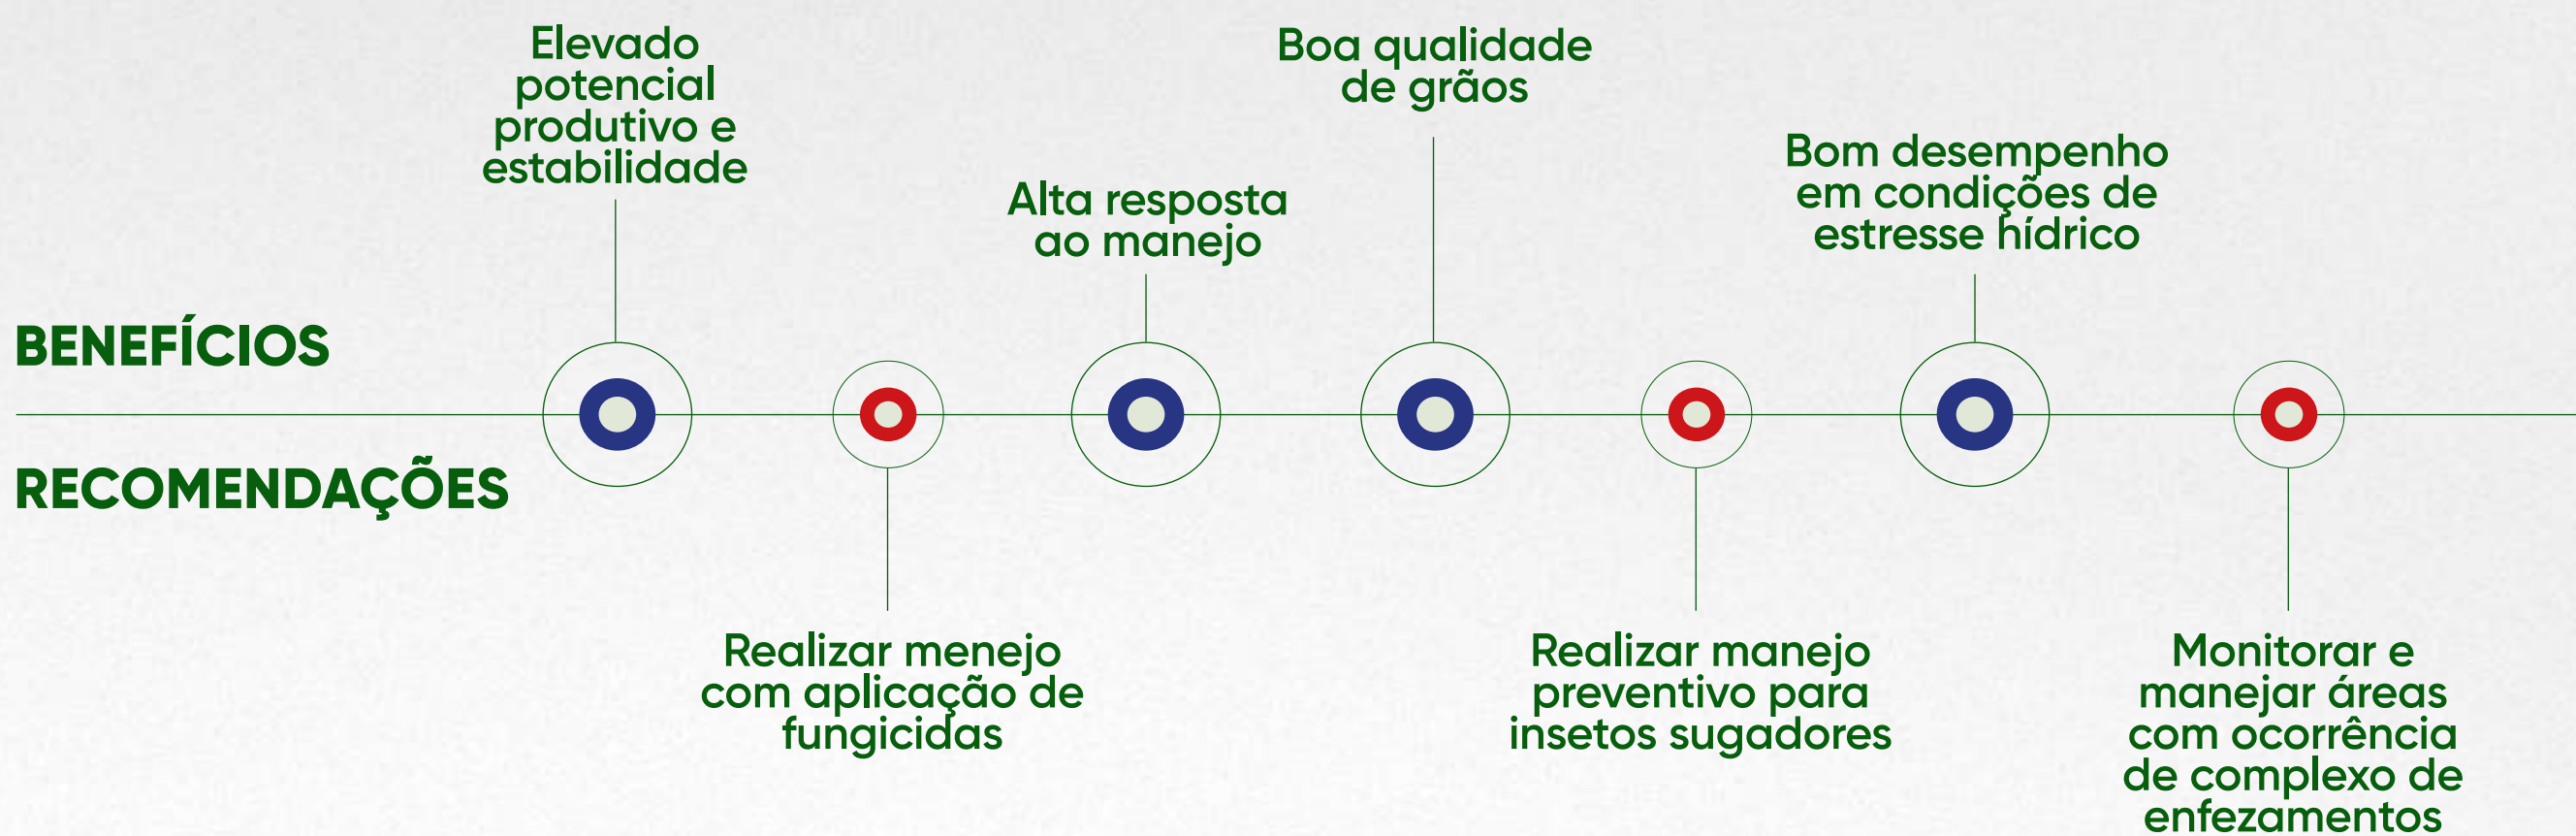 BENEFÍCIOS
Elevado
potencial
produtivo e
estabilidade
Alta resposta
ao manejo
Boa qualidade
de grãos
Bom desempenho
em condições de
estresse hídrico
RECOMENDAÇÕES
Realizar menejo
com aplicação de
fungicidas
Realizar manejo
preventivo para
insetos sugadores
Monitorar e
manejar áreas
com ocorrência
de complexo de
enfezamentos